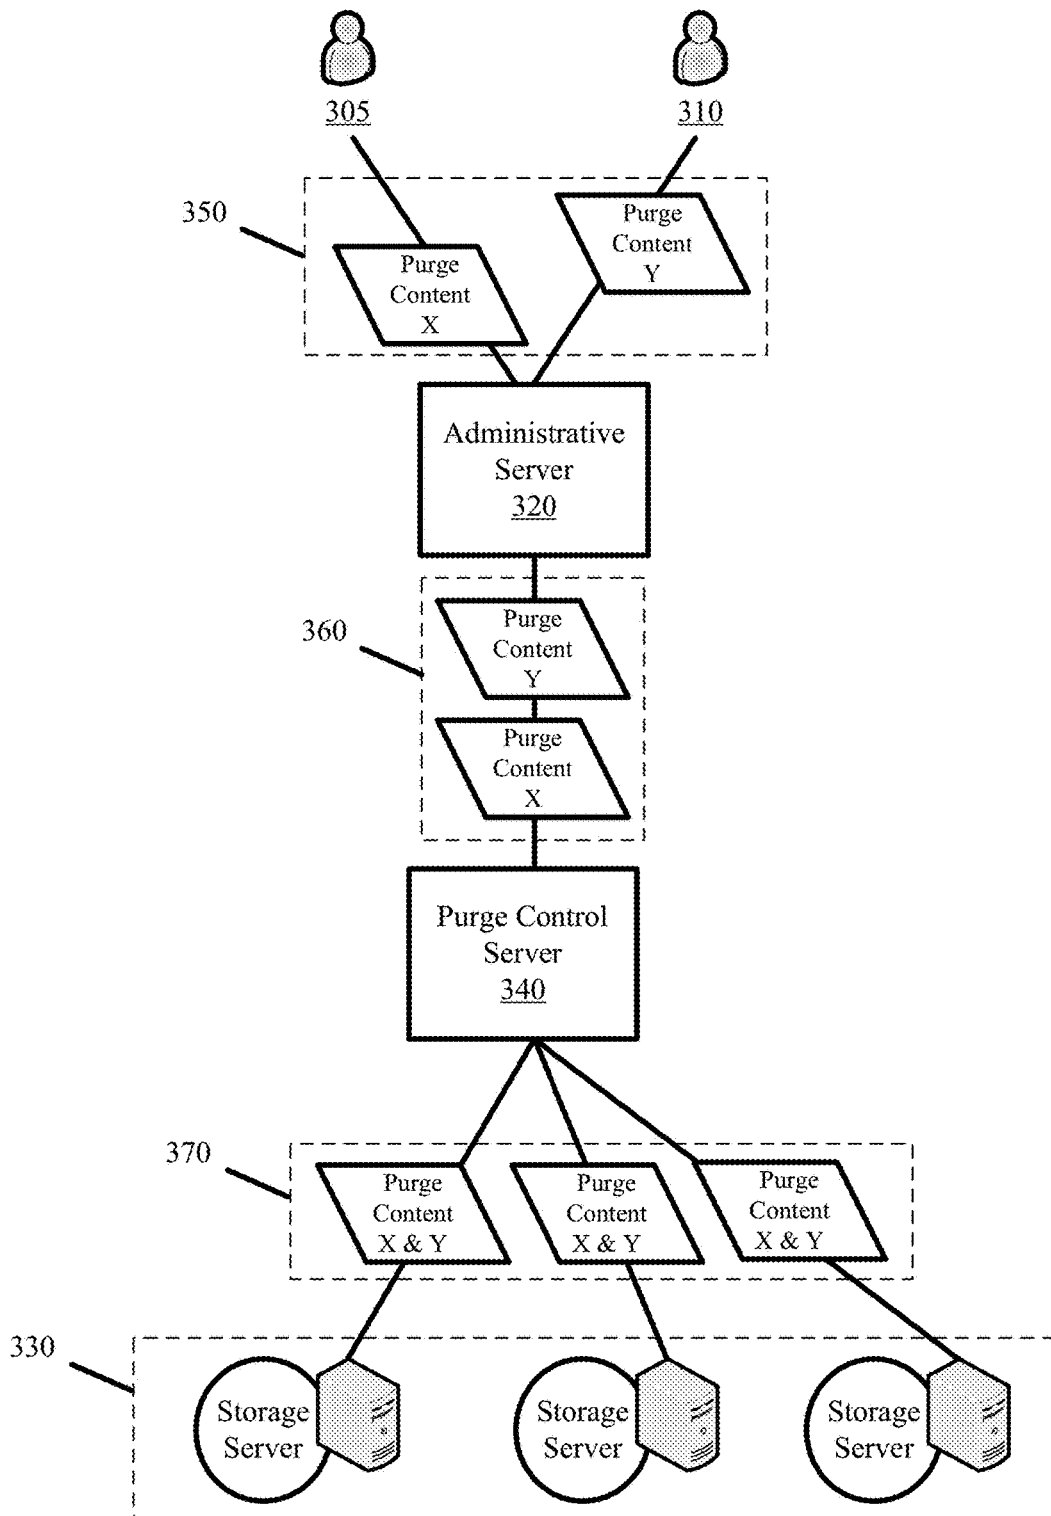 305
310
350
Purge
Content
Y
Purge
Content
X
Administrative
Server
320
360
Purge
Content
Y
Purge
Content
X
Purge Control
Server
340
370
Purge
Content
X & Y
Purge
Content
X & Y
Purge
Content
X & Y
330
Storage
Server
Storage
Server
Storage
Server